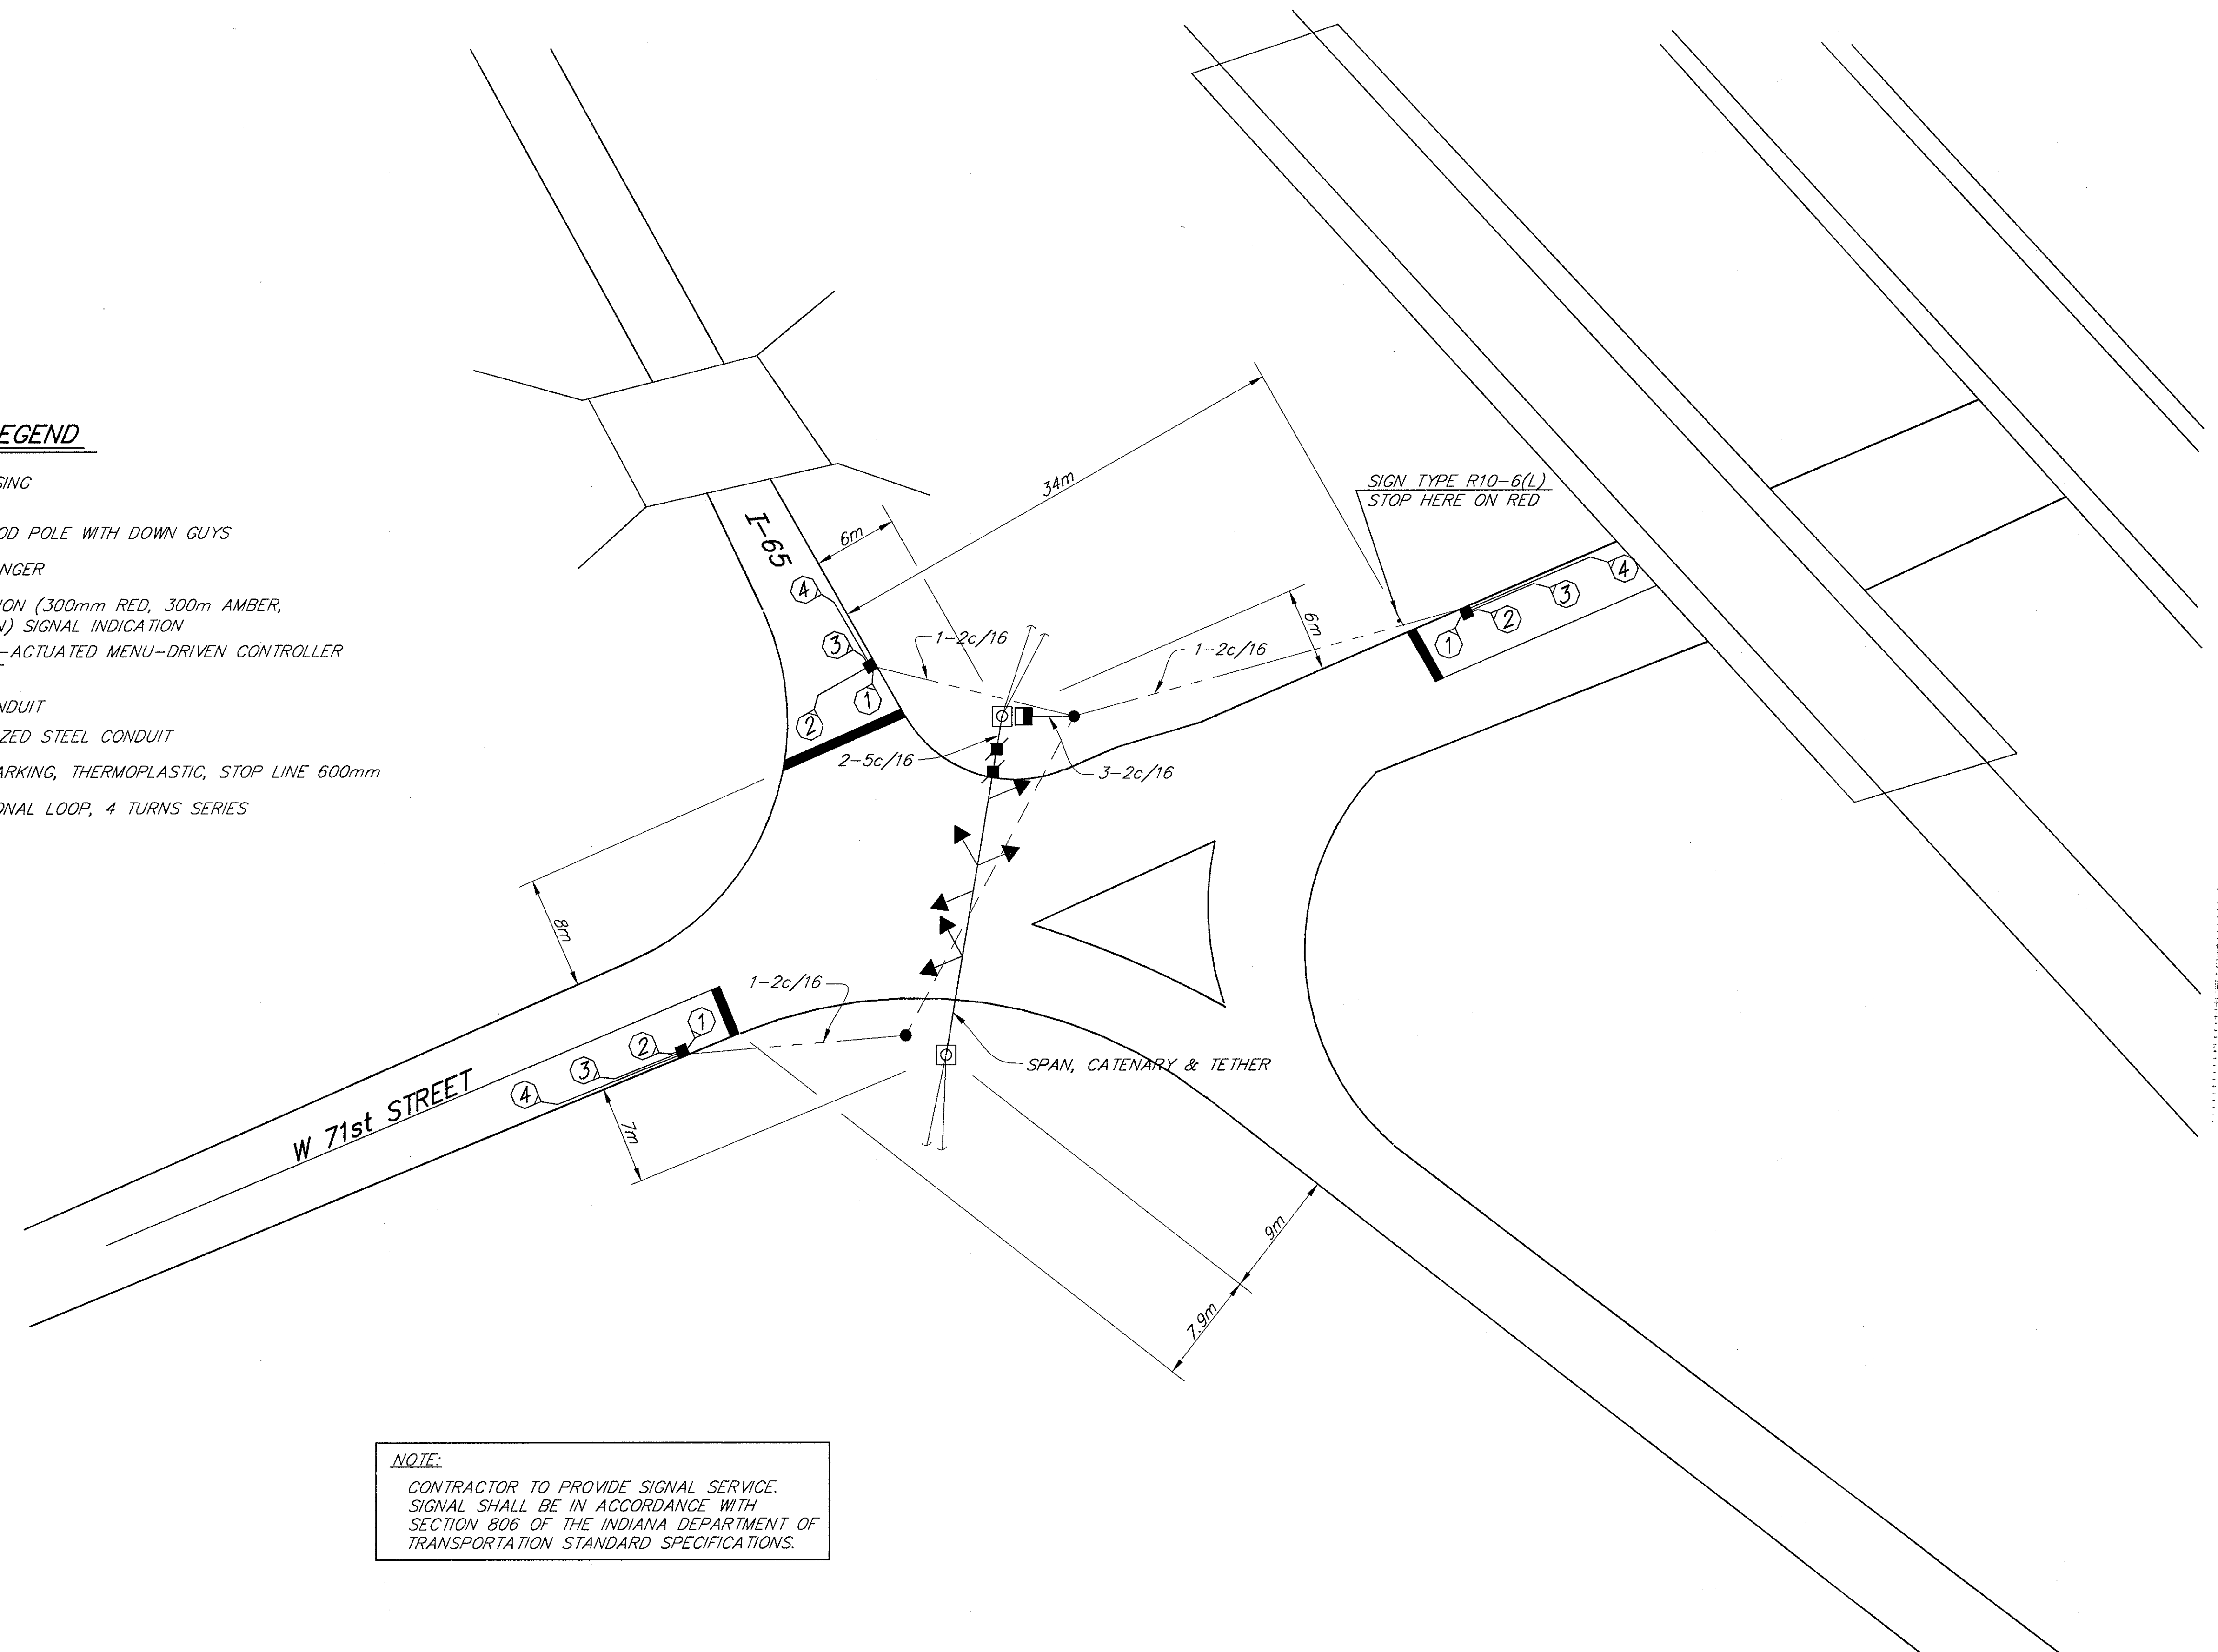 EGEND
SING
OD POLE WITH DOWN GUYS
NGER
ION (300mm RED, 300m AMBER,
N) SIGNAL INDICATION
-ACTUATED MENU-DRIVEN CONTROLLER
NDUIT
ZED STEEL CONDUIT
ARKING, THERMOPLASTIC, STOP LINE 600mm
ONAL LOOP, 4 TURNS SERIES
34m
SIGN TYPE R10-6(L)
STOP HERE ON RED
I-65
6m
4
3
1
2
1-2c/16
6m
1-2c/16
4
3
2
1
2-5c/16
3-2c/16
8m
1-2c/16
1
2
3
4
W 71st STREET
7m
SPAN, CATENARY & TETHER
9m
7.9m
NOTE:
CONTRACTOR TO PROVIDE SIGNAL SERVICE.
SIGNAL SHALL BE IN ACCORDANCE WITH
SECTION 806 OF THE INDIANA DEPARTMENT OF
TRANSPORTATION STANDARD SPECIFICATIONS.